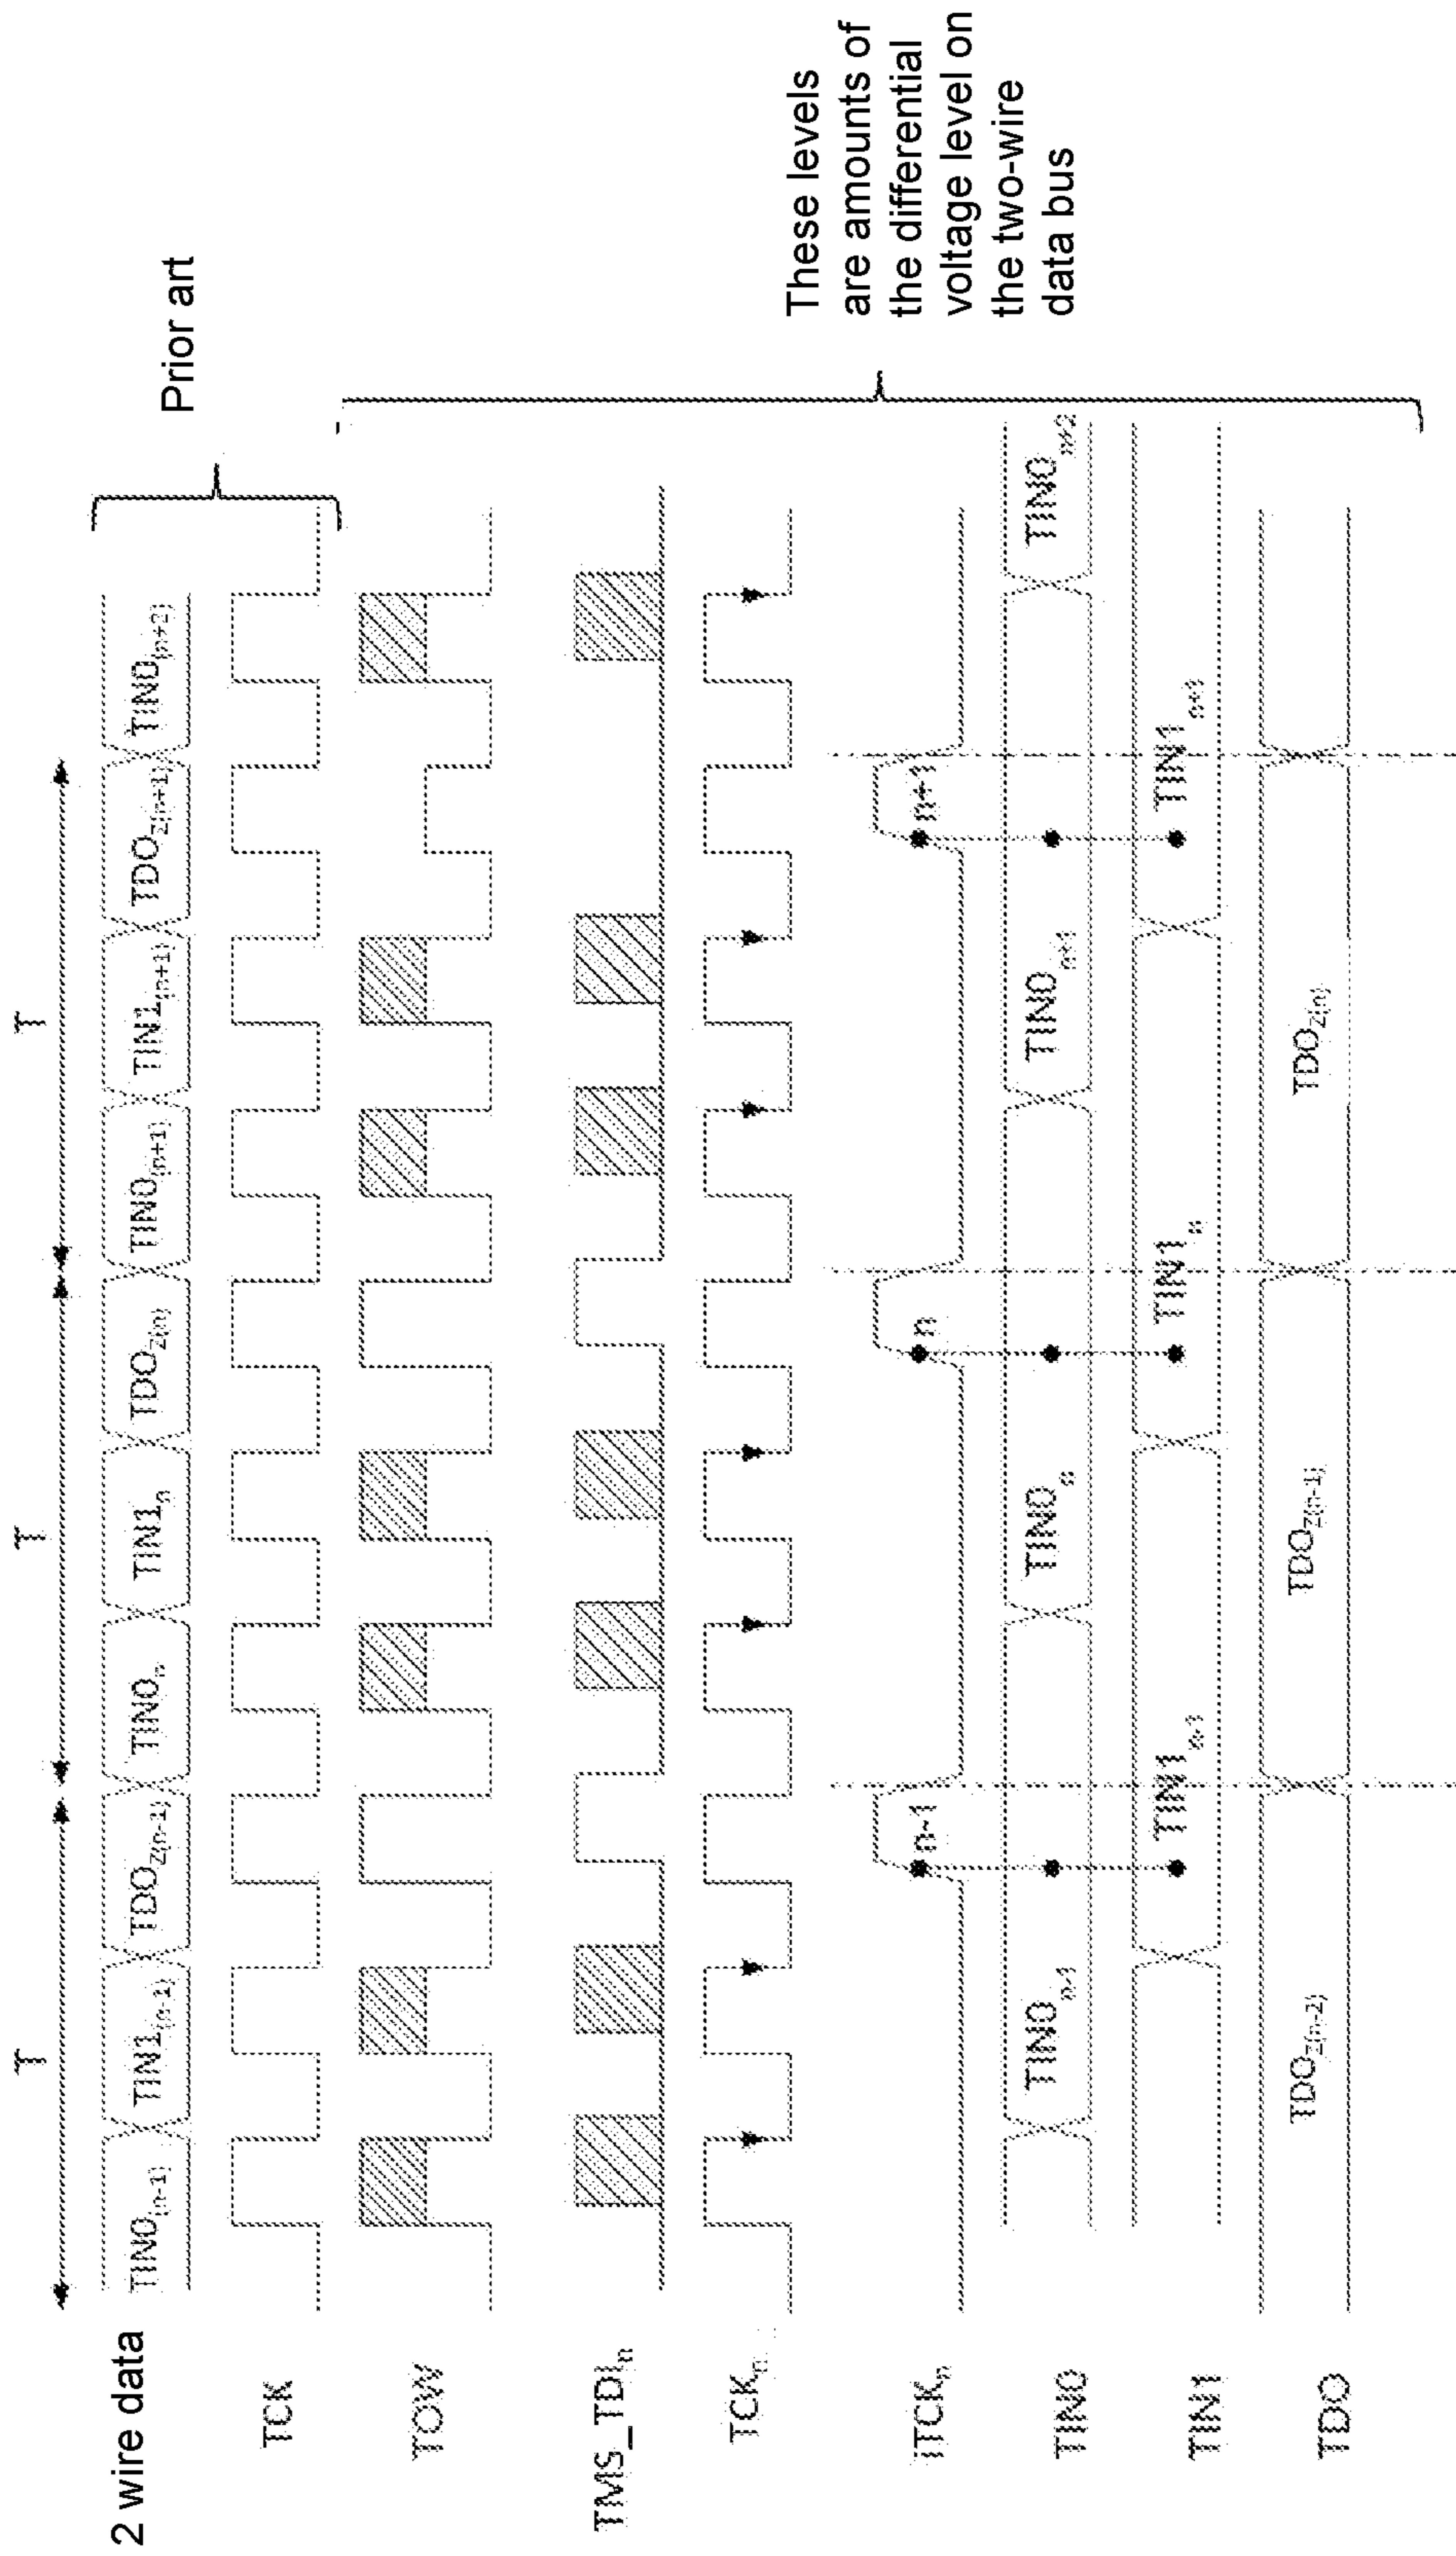 T T T
2 wire data TIN0(n-1) TIN1(n-1) TDOZ(n-1) TIN0n TIN1n TDOZ(n) TIN0(n+1) TIN1(n+1) TDOZ(n+1) TIN0(n+2)
Prior art
TCK
TOW
TMS_TDIn
TCKn
These levels
are amounts of
the differential
voltage level on
the two-wire
data bus
iTCKn n-1 n n+1
TIN0 TIN0n-1 TIN0n TIN0n+1 TIN0n+2
TIN1 TIN1n-1 TIN1n TIN1n+1
TDO TDOZ(n-2) TDOZ(n-1) TDOZ(n)